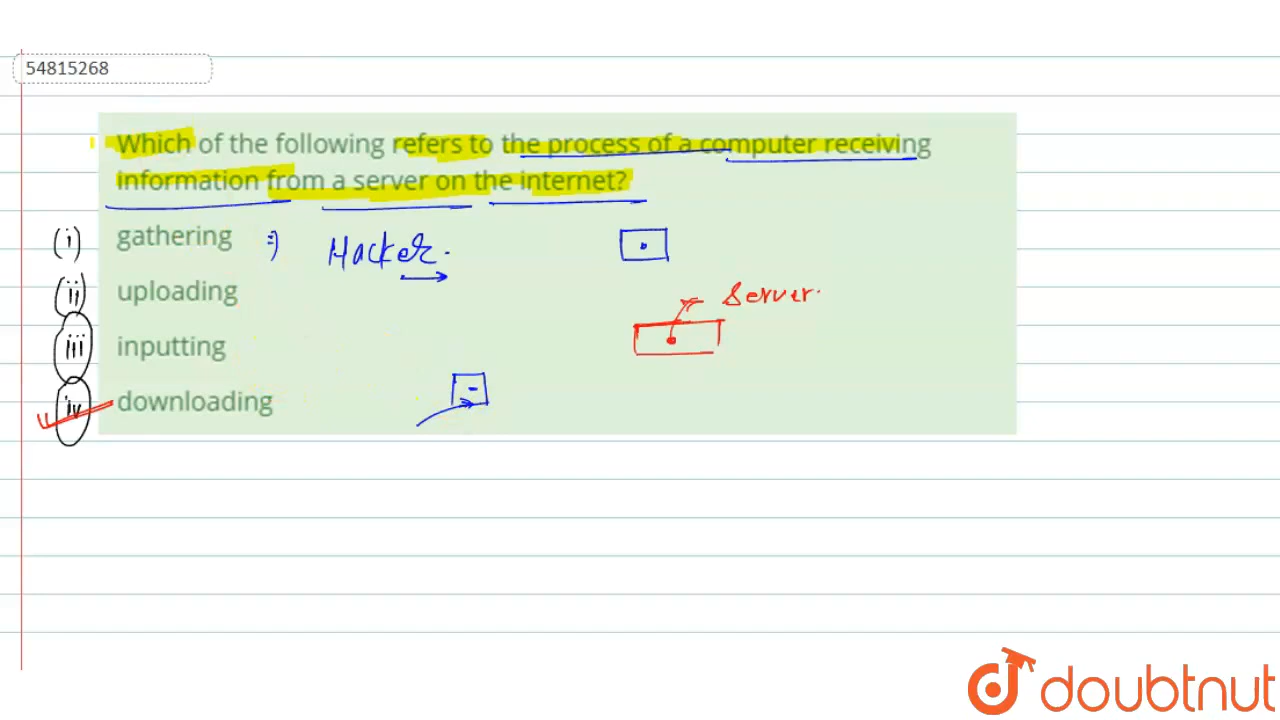 54815268
Which of the following refers to the process of a computer receiving
information from a server on the internet?
(i) gathering => Hacker.
(ii) uploading
Server.
(iii) inputting
(iv) downloading
doubtnut